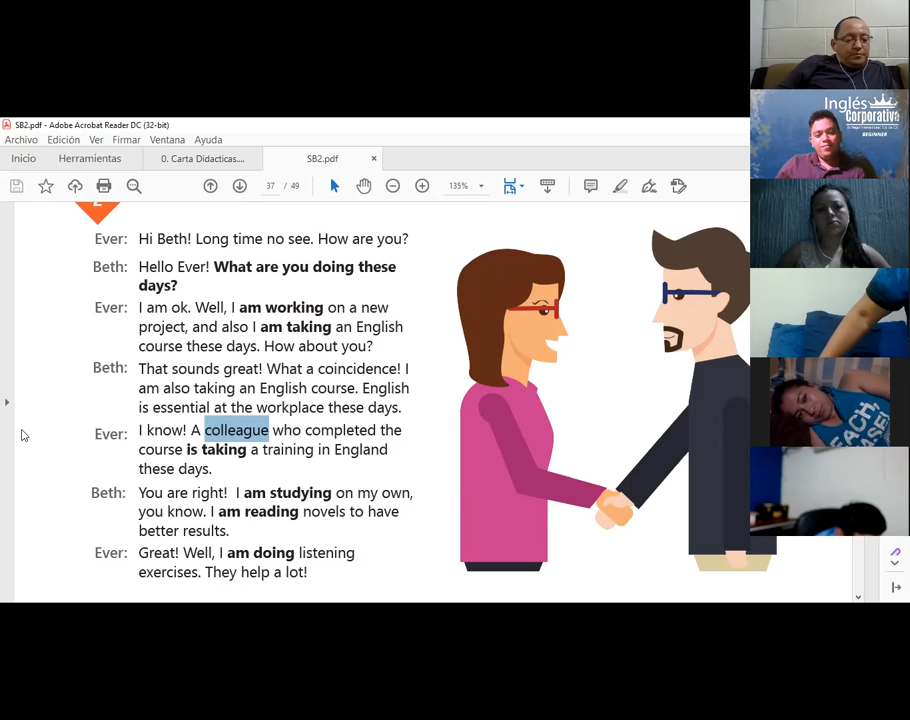 SB2.pdf - Adobe Acrobat Reader DC (32-bit)
Archivo Edición Ver Firmar Ventana Ayuda
Inicio Herramientas 0. Carta Didacticas.... SB2.pdf ×
37 / 49 135%
2
Ever: Hi Beth! Long time no see. How are you?
Beth: Hello Ever! What are you doing these
days?
Ever: I am ok. Well, I am working on a new
project, and also I am taking an English
course these days. How about you?
Beth: That sounds great! What a coincidence! I
am also taking an English course. English
is essential at the workplace these days.
Ever: I know! A colleague who completed the
course is taking a training in England
these days.
Beth: You are right! I am studying on my own,
you know. I am reading novels to have
better results.
Ever: Great! Well, I am doing listening
exercises. They help a lot!
Inglés
Corporativo
BEGINNER
BEACH,
PLEASE